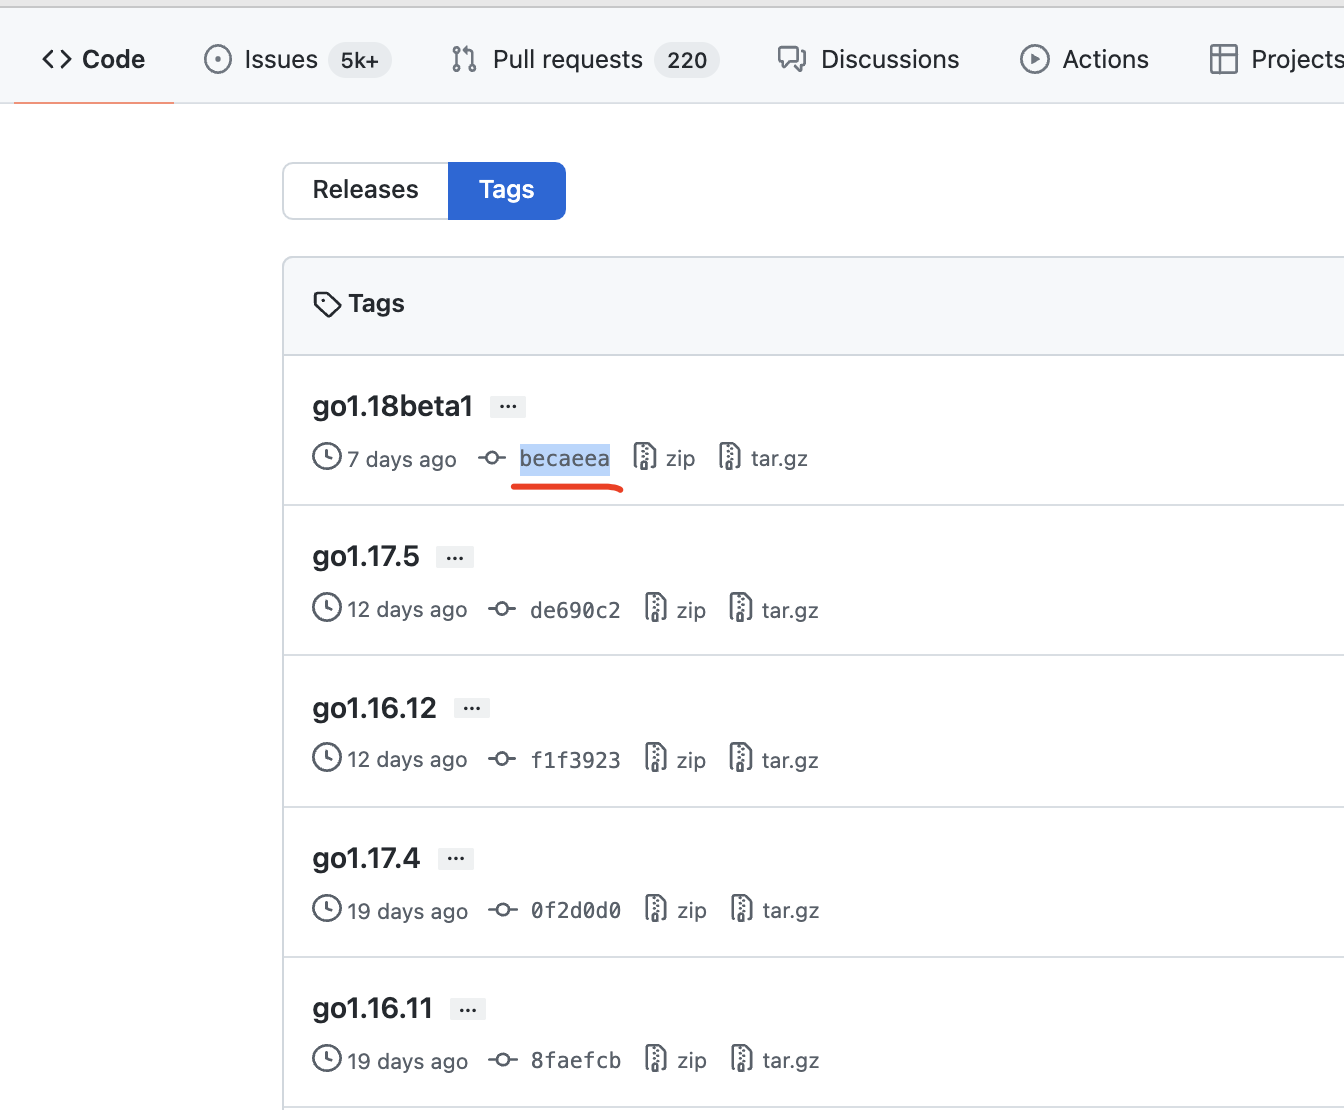 Code Issues 5k+ Pull requests 220 Discussions Actions Projects
Releases Tags
Tags
go1.18beta1 ...
7 days ago becaeea zip tar.gz
go1.17.5 ...
12 days ago de690c2 zip tar.gz
go1.16.12 ...
12 days ago f1f3923 zip tar.gz
go1.17.4 ...
19 days ago 0f2d0d0 zip tar.gz
go1.16.11 ...
19 days ago 8faefcb zip tar.gz